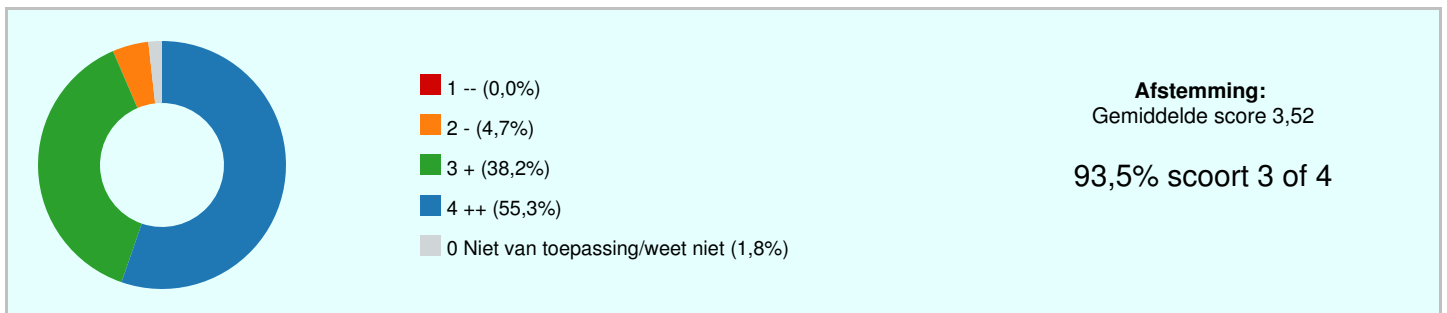 1 -- (0,0%)
2 - (4,7%)
3 + (38,2%)
4 ++ (55,3%)
0 Niet van toepassing/weet niet (1,8%)
Afstemming:
Gemiddelde score 3,52
93,5% scoort 3 of 4